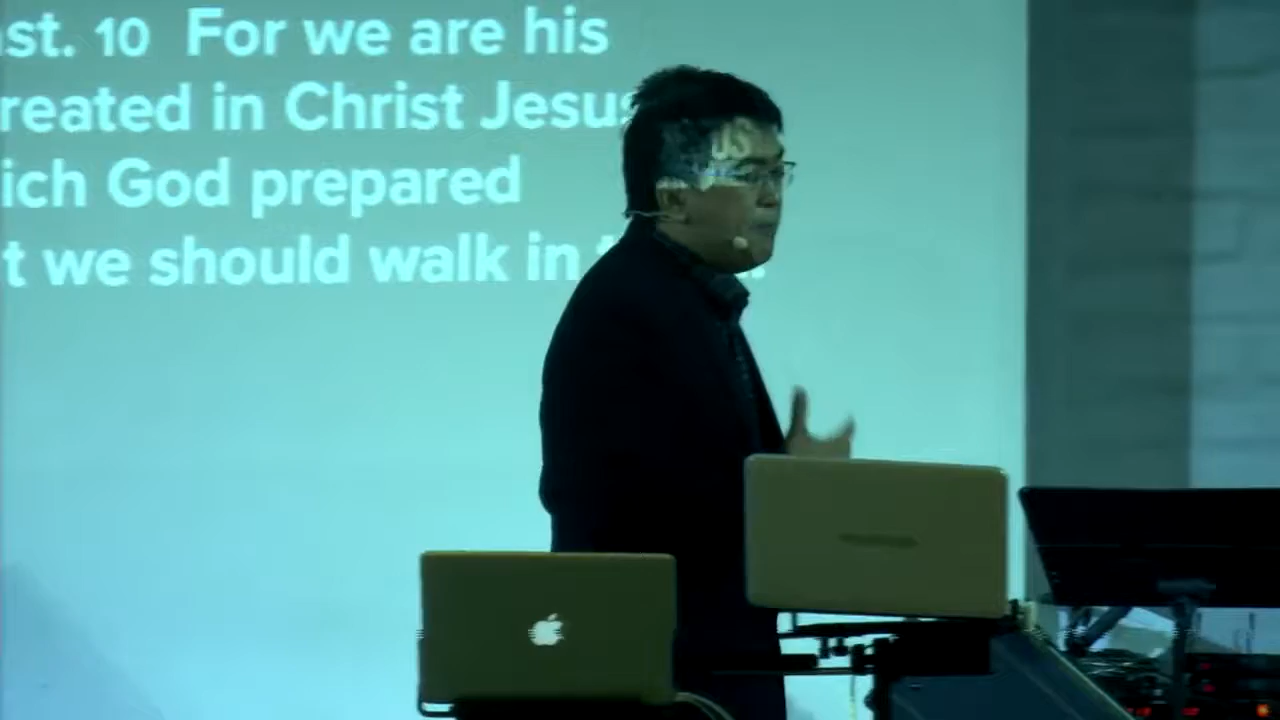 st. 10 For we are his
reated in Christ Jesus
ich God prepared
t we should walk in